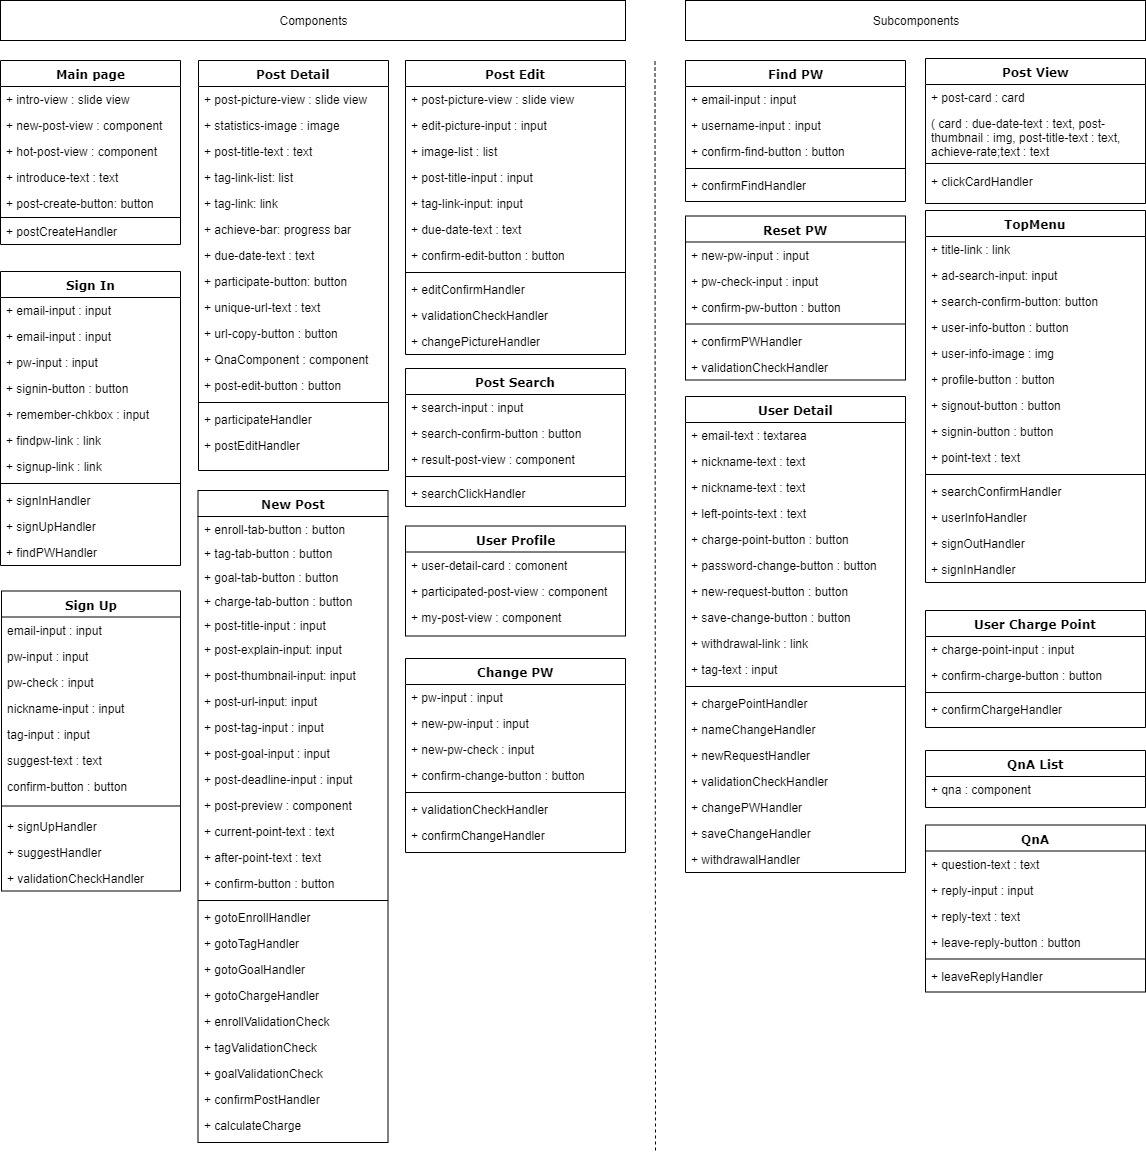 Components
Subcomponents
Main page
+ intro-view : slide view
+ new-post-view : component
+ hot-post-view : component
+ introduce-text : text
+ post-create-button: button
+ postCreateHandler
Sign In
+ email-input : input
+ email-input : input
+ pw-input : input
+ signin-button : button
+ remember-chkbox : input
+ findpw-link : link
+ signup-link : link
+ signInHandler
+ signUpHandler
+ findPWHandler
Sign Up
email-input : input
pw-input : input
pw-check : input
nickname-input : input
tag-input : input
suggest-text : text
confirm-button : button
+ signUpHandler
+ suggestHandler
+ validationCheckHandler
Post Detail
+ post-picture-view : slide view
+ statistics-image : image
+ post-title-text : text
+ tag-link-list: list
+ tag-link: link
+ achieve-bar: progress bar
+ due-date-text : text
+ participate-button: button
+ unique-url-text : text
+ url-copy-button : button
+ QnaComponent : component
+ post-edit-button : button
+ participateHandler
+ postEditHandler
New Post
+ enroll-tab-button : button
+ tag-tab-button : button
+ goal-tab-button : button
+ charge-tab-button : button
+ post-title-input : input
+ post-explain-input: input
+ post-thumbnail-input: input
+ post-url-input: input
+ post-tag-input : input
+ post-goal-input : input
+ post-deadline-input : input
+ post-preview : component
+ current-point-text : text
+ after-point-text : text
+ confirm-button : button
+ gotoEnrollHandler
+ gotoTagHandler
+ gotoGoalHandler
+ gotoChargeHandler
+ enrollValidationCheck
+ tagValidationCheck
+ goalValidationCheck
+ confirmPostHandler
+ calculateCharge
Post Edit
+ post-picture-view : slide view
+ edit-picture-input : input
+ image-list : list
+ post-title-input : input
+ tag-link-input: input
+ due-date-text : text
+ confirm-edit-button : button
+ editConfirmHandler
+ validationCheckHandler
+ changePictureHandler
Post Search
+ search-input : input
+ search-confirm-button : button
+ result-post-view : component
+ searchClickHandler
User Profile
+ user-detail-card : comonent
+ participated-post-view : component
+ my-post-view : component
Change PW
+ pw-input : input
+ new-pw-input : input
+ new-pw-check : input
+ confirm-change-button : button
+ validationCheckHandler
+ confirmChangeHandler
Find PW
+ email-input : input
+ username-input : input
+ confirm-find-button : button
+ confirmFindHandler
Reset PW
+ new-pw-input : input
+ pw-check-input : input
+ confirm-pw-button : button
+ confirmPWHandler
+ validationCheckHandler
User Detail
+ email-text : textarea
+ nickname-text : text
+ nickname-text : text
+ left-points-text : text
+ charge-point-button : button
+ password-change-button : button
+ new-request-button : button
+ save-change-button : button
+ withdrawal-link : link
+ tag-text : input
+ chargePointHandler
+ nameChangeHandler
+ newRequestHandler
+ validationCheckHandler
+ changePWHandler
+ saveChangeHandler
+ withdrawalHandler
Post View
+ post-card : card
( card : due-date-text : text, post-
thumbnail : img, post-title-text : text,
achieve-rate;text : text
+ clickCardHandler
TopMenu
+ title-link : link
+ ad-search-input: input
+ search-confirm-button: button
+ user-info-button : button
+ user-info-image : img
+ profile-button : button
+ signout-button : button
+ signin-button : button
+ point-text : text
+ searchConfirmHandler
+ userInfoHandler
+ signOutHandler
+ signInHandler
User Charge Point
+ charge-point-input : input
+ confirm-charge-button : button
+ confirmChargeHandler
QnA List
+ qna : component
QnA
+ question-text : text
+ reply-input : input
+ reply-text : text
+ leave-reply-button : button
+ leaveReplyHandler